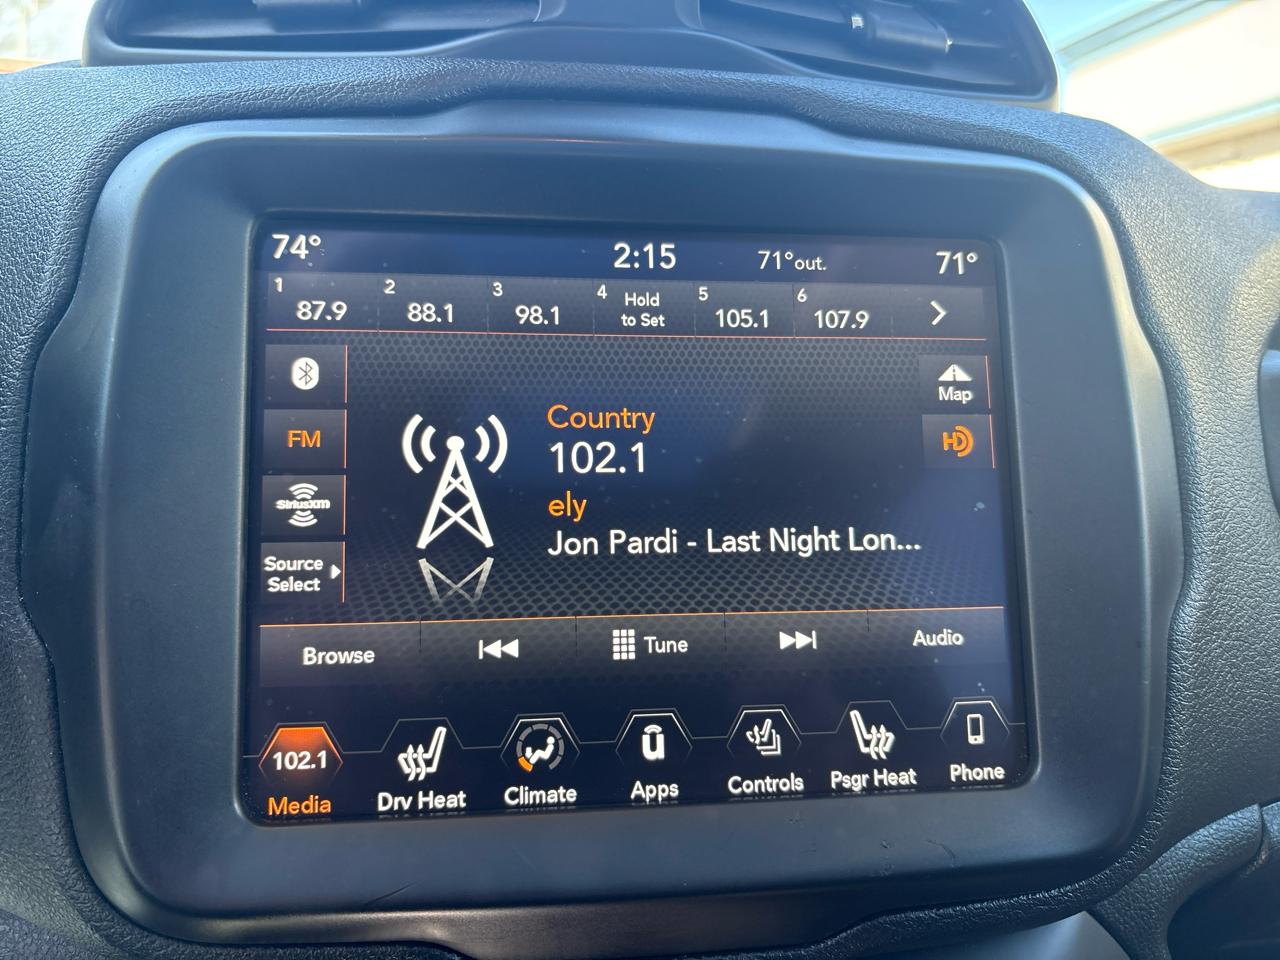 74° 2:15 71°out. 71°
1 87.9 2 88.1 3 98.1 4 Hold to Set 5 105.1 6 107.9
FM
SiriusXM
Source
Select
Country
102.1
ely
Jon Pardi - Last Night Lon...
Map
HD
Browse Tune Audio
102.1
Media Drv Heat Climate Apps Controls Psgr Heat Phone